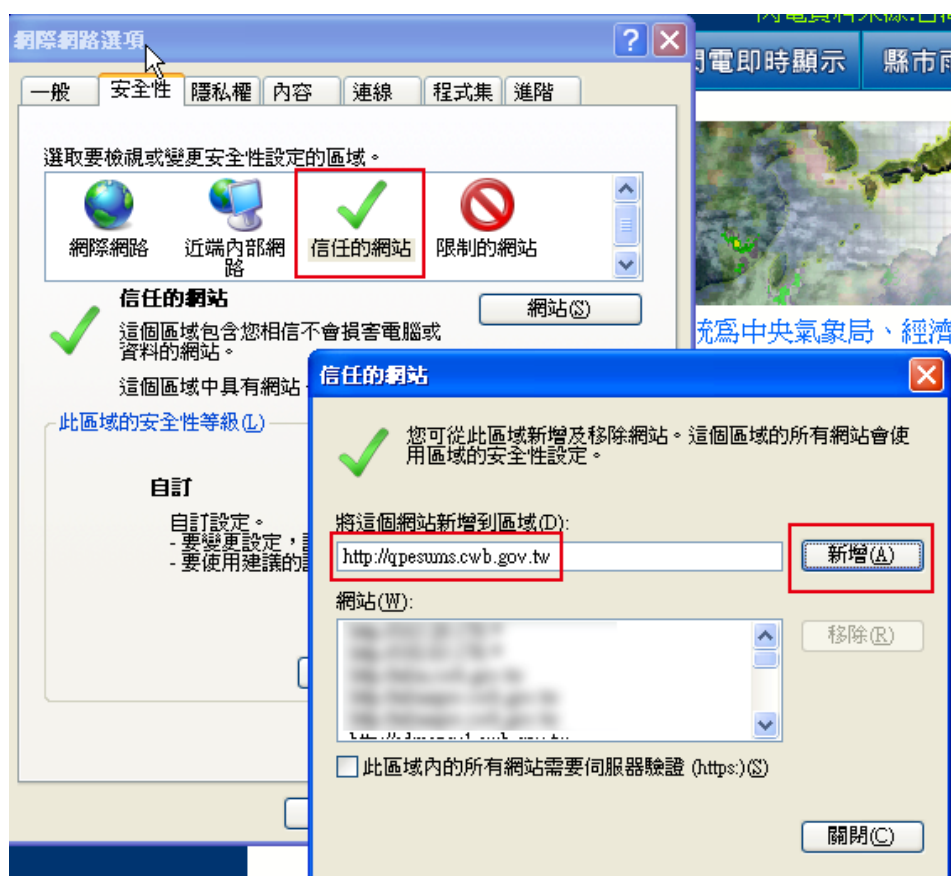 網際網路選項
一般 安全性 隱私權 內容 連線 程式集 進階
選取要檢視或變更安全性設定的區域。
網際網路
近端內部網
路
信任的網站
限制的網站
信任的網站
網站(S)
這個區域包含您相信不會損害電腦或
資料的網站。
這個區域中具有網站
此區域的安全性等級(L)
自訂
自訂設定。
- 要變更設定，
- 要使用建議的
即時顯示
縣市
為中央氣象局、經濟
信任的網站
您可從此區域新增及移除網站。這個區域的所有網站會使
用區域的安全性設定。
將這個網站新增到區域(D):
http://qpesums.cwb.gov.tw
新增(A)
網站(W):
移除(R)
此區域內的所有網站需要伺服器驗證 (https:)(S)
關閉(C)